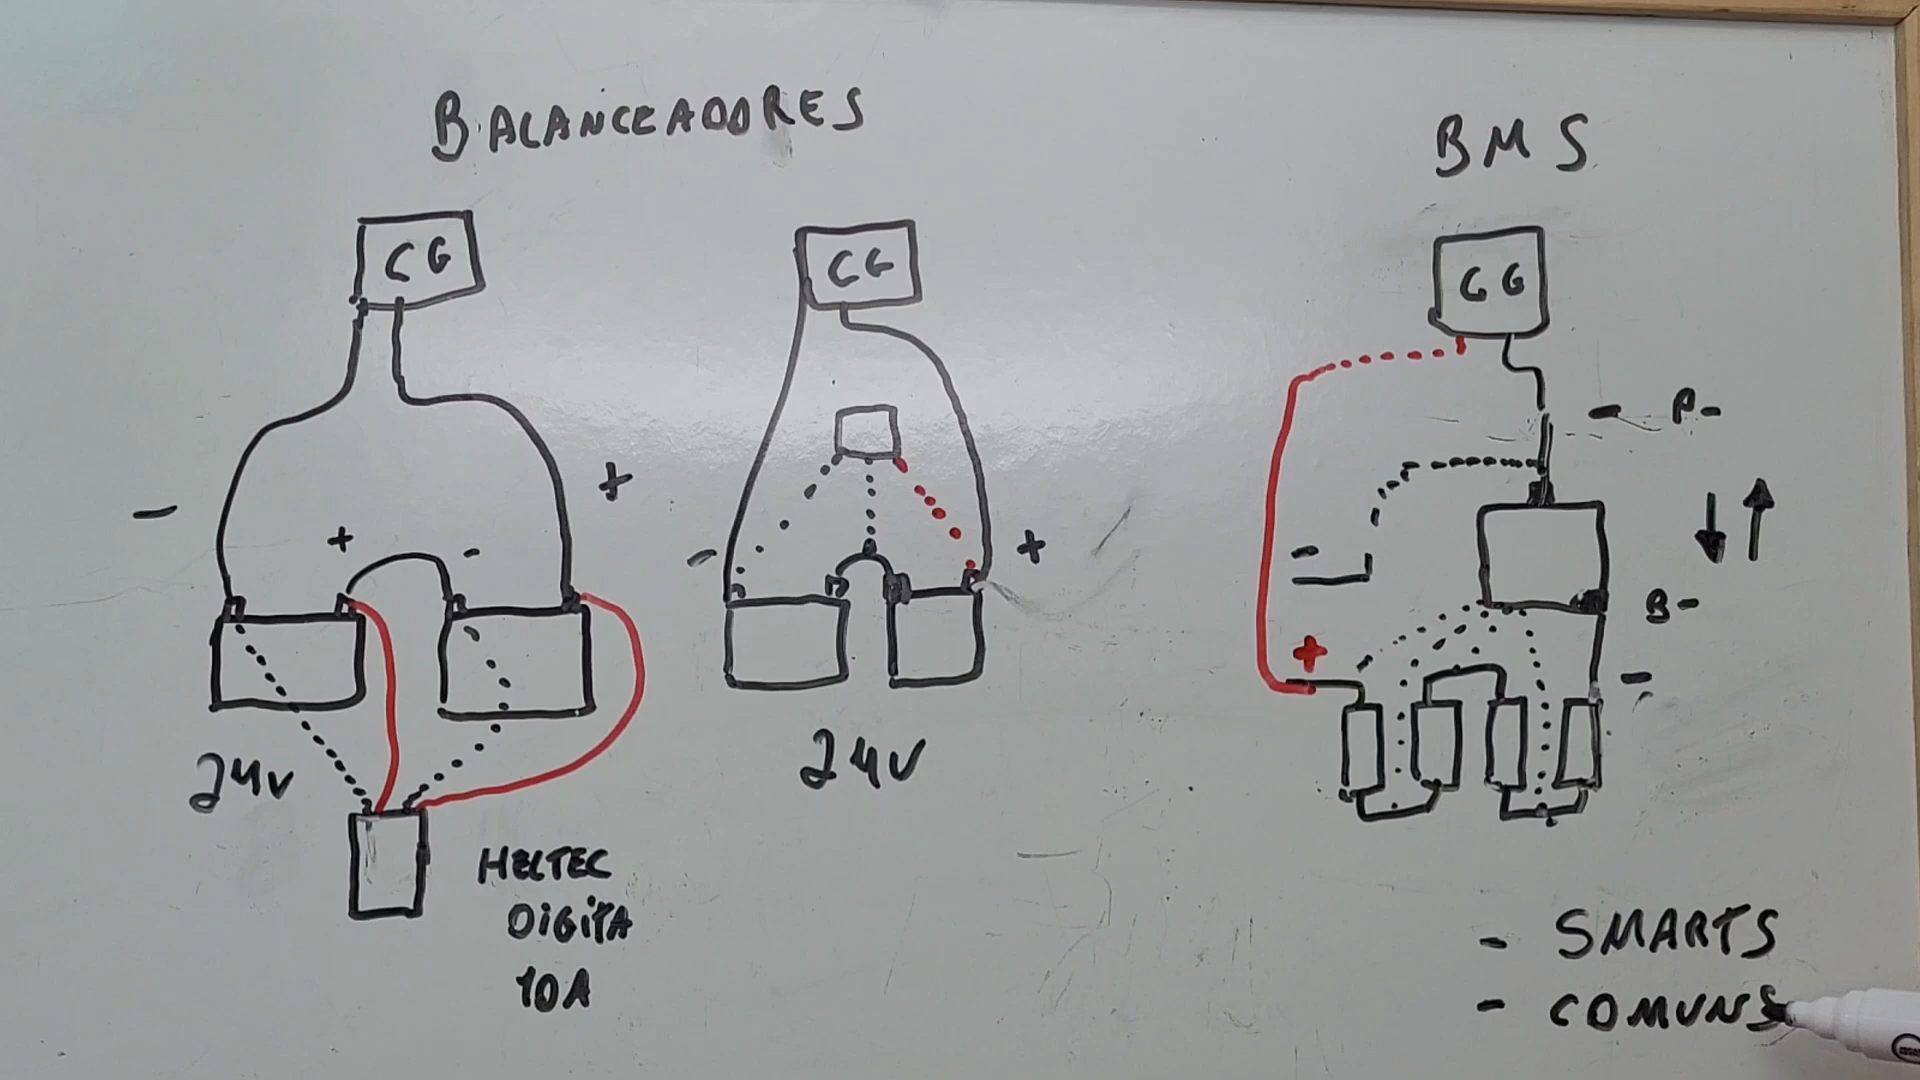 BALANCEADORES
BMS
CG
CG
CG
- P-
+
-
+
-
-
+
-
B-
+
-
24V
24V
HELTEC
DIGITA
10A
- SMARTS
- COMUNS